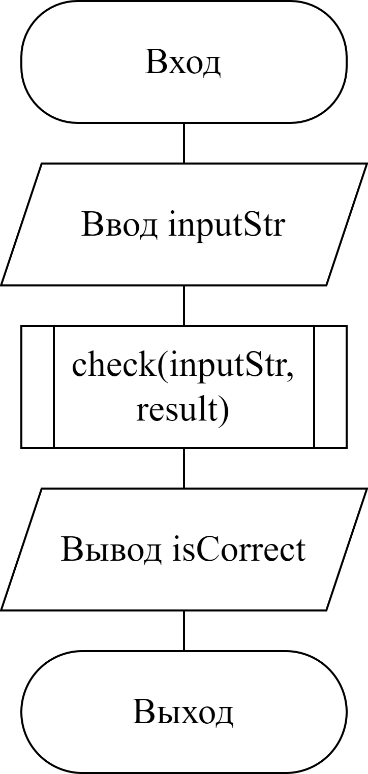 Вход
Ввод inputStr
check(inputStr,
result)
Вывод isCorrect
Выход